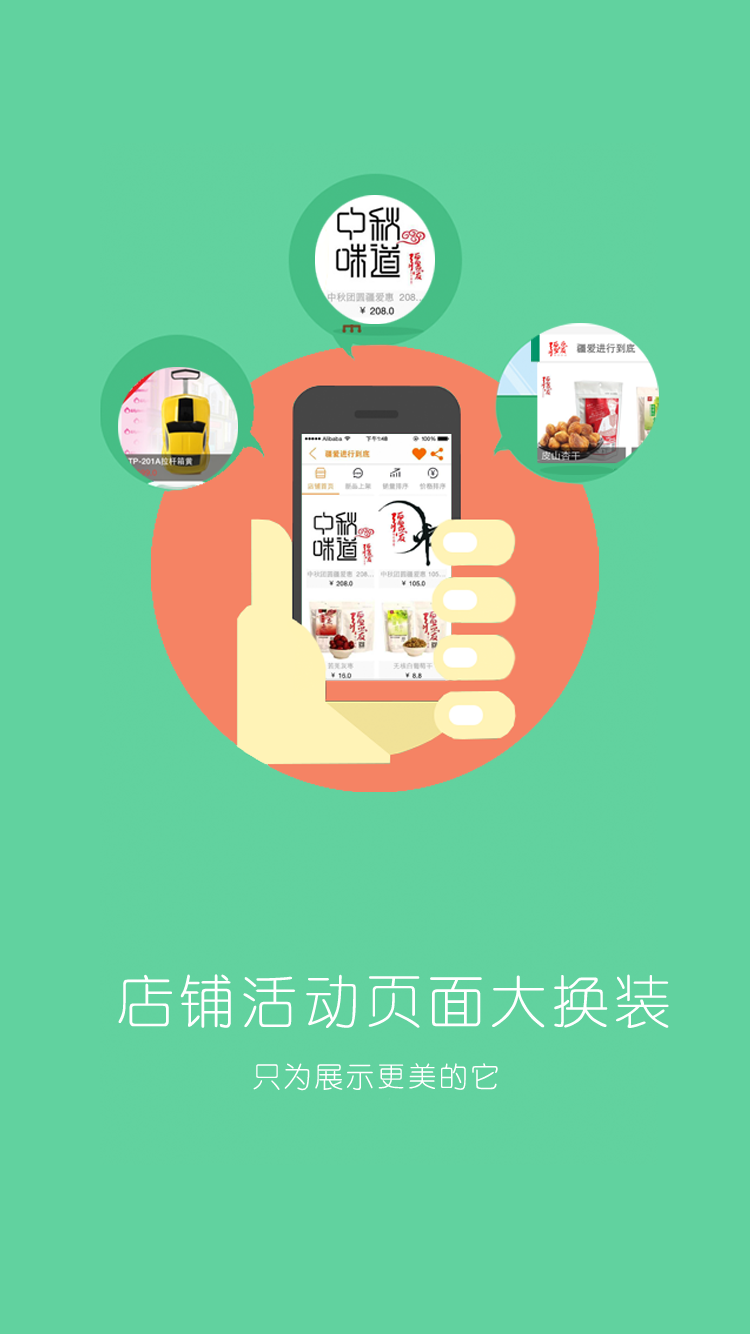 中秋
味道
疆爱
中秋团圆疆爱惠 208...
¥ 208.0
疆爱进行到底
皮山杏干
TP-201A拉杆箱黄
Alibaba 下午1:48 100%
疆爱进行到底
店铺首页 新品上架 销量排序 价格排序
中秋
味道
中秋团圆疆爱惠 208... 中秋团圆疆爱惠 105...
¥ 208.0 ¥ 105.0
若羌灰枣 无核白葡萄干
¥ 15.0 ¥ 8.8
店铺活动页面大换装
只为展示更美的它